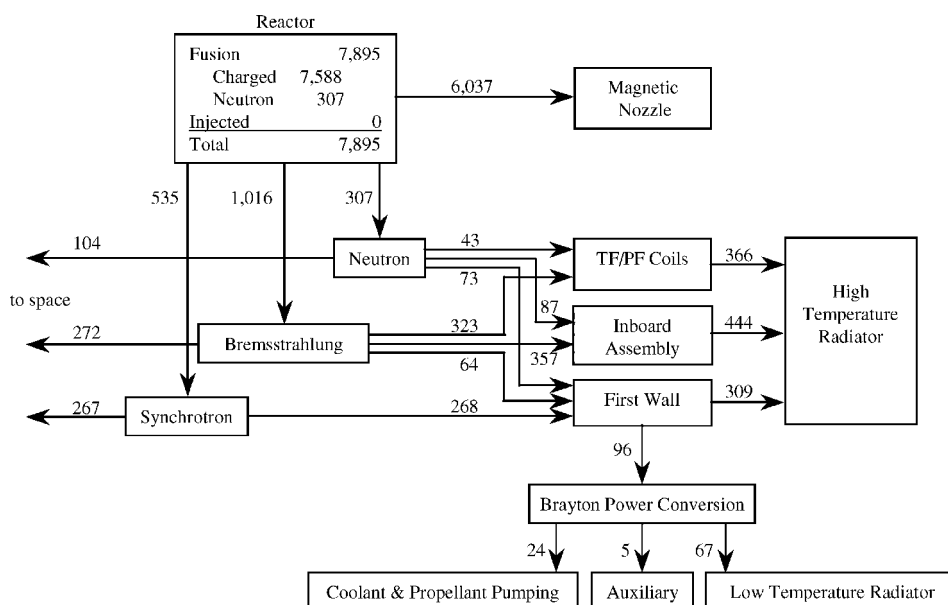 Reactor
Fusion 7,895
Charged 7,588
Neutron 307
Injected 0
Total 7,895
6,037
Magnetic
Nozzle
535
1,016
307
104
Neutron
43
TF/PF Coils
366
73
to space
87
High
Temperature
Radiator
272
Bremsstrahlung
323
357
64
Inboard
Assembly
444
267
Synchrotron
268
First Wall
309
96
Brayton Power Conversion
24
5
67
Coolant & Propellant Pumping
Auxiliary
Low Temperature Radiator